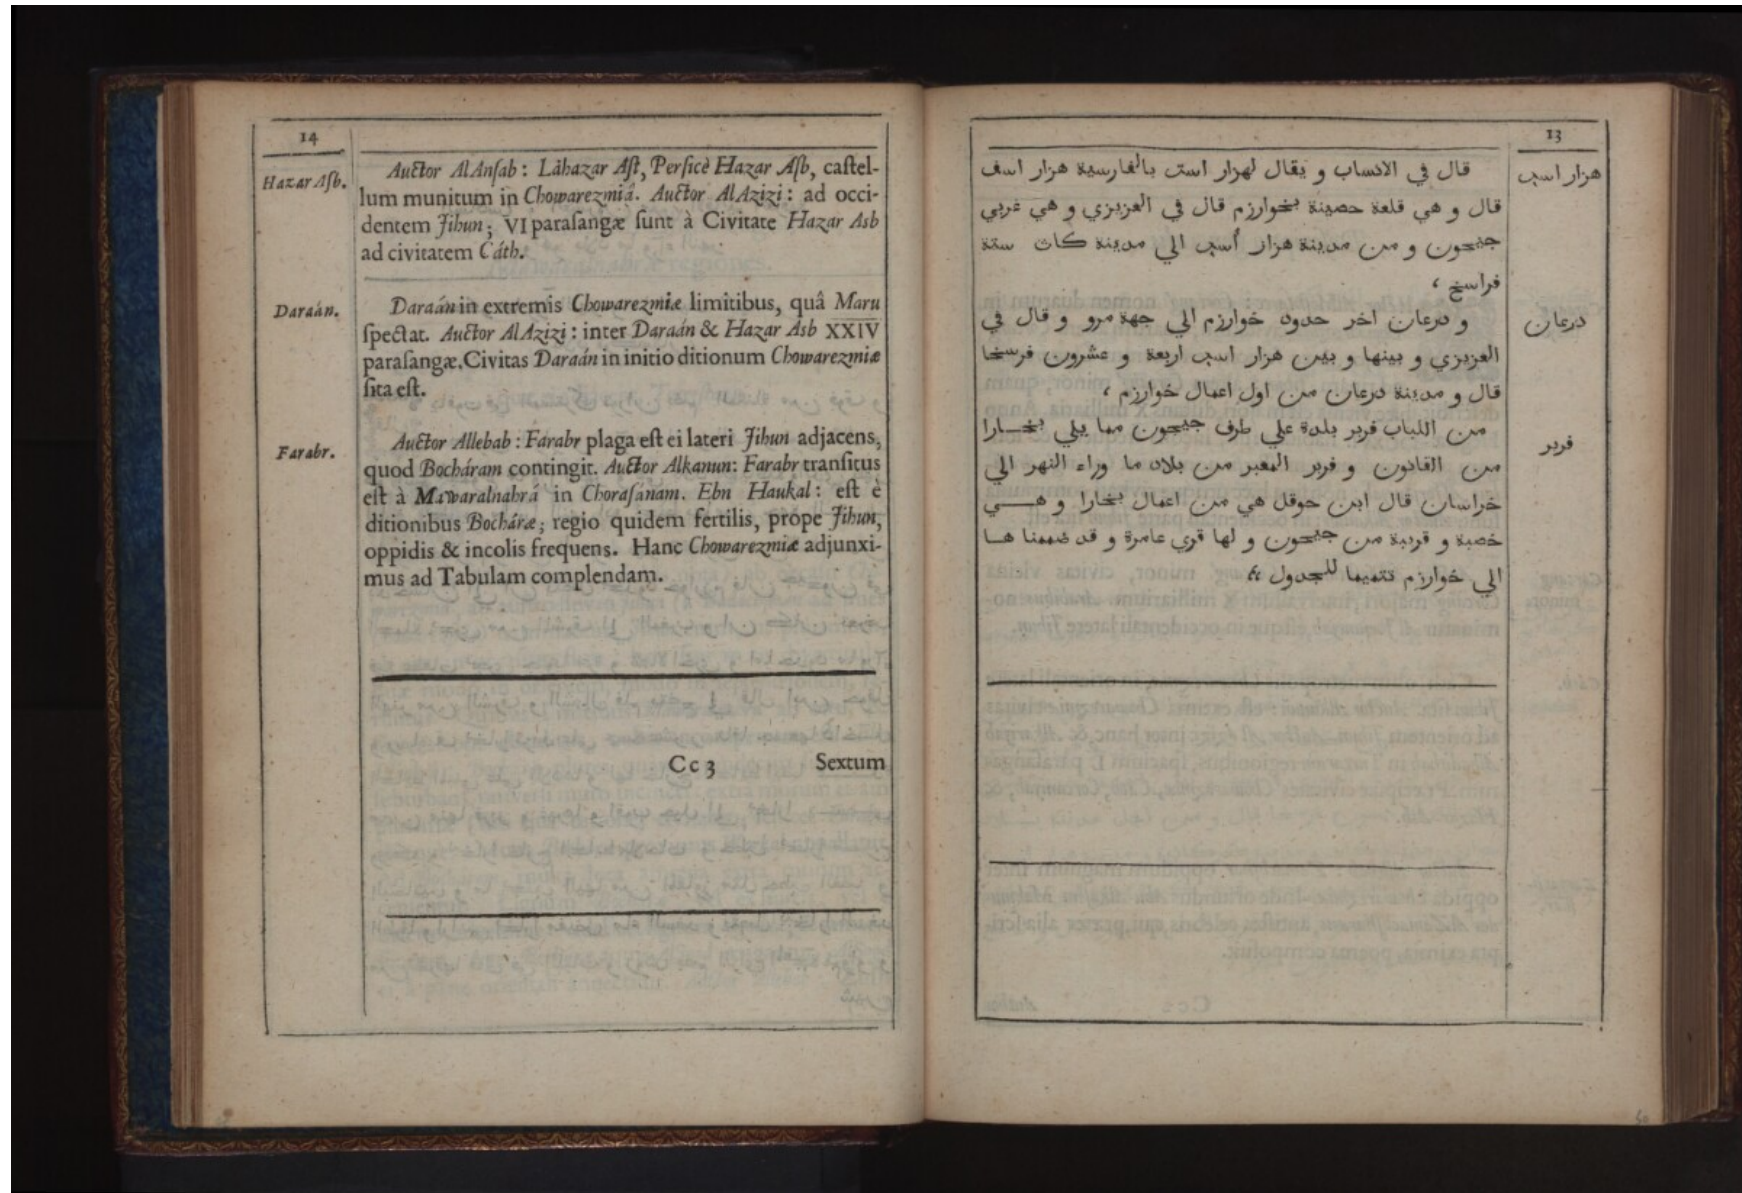 13
هزار اسب
قال في الانساب و يقال لهزار است بالفارسية هزار اسف
قال و هي قلعة حصينة بخوارزم قال في العزيزي و هي غربي
جيحون و من مدينة هزار أسب الي مدينة كاث ستة
فراسخ ،
درعان
و درعان اخر حدود خوارزم الي جهة مرو و قال في
العزيزي و بينها و بين هزار اسب اربعة و عشرون فرسخا
قال و مدينة درعان من اول اعمال خوارزم ،
فربر
من اللباب فربر بلدة علي طرف جيحون مما يلي بخارا
من القانون و فربر المعبر من بلاد ما وراء النهر الي
خراسان قال ابن حوقل هي من اعمال بخارا و هي
خصبة و قريبة من جيحون و لها قري عامرة و قد ضممنا ها
الي خوارزم تتميما للجدول
14
Hazar Asb.
Auctor AlAnsab: Láhazar Ast, Persicè Hazar Asb, castel-
lum munitum in Chowarezmiâ. Auctor AlAzizi: ad occi-
dentem Jihun; VI parasangæ sunt à Civitate Hazar Asb
ad civitatem Cáth.
Daraán.
Daraán in extremis Chowarezmiæ limitibus, quâ Maru
spectat. Auctor AlAzizi: inter Daraán & Hazar Asb XXIV
parasangæ. Civitas Daraán in initio ditionum Chowarezmiæ
sita est.
Farabr.
Auctor Allebab: Farabr plaga est ei lateri Jihun adjacens,
quod Bocháram contingit. Auctor Alkanun: Farabr transitus
est à Mawaralnahrá in Chorasánam. Ebn Haukal: est è
ditionibus Bocháræ; regio quidem fertilis, prope Jihun,
oppidis & incolis frequens. Hanc Chowarezmiæ adjunxi-
mus ad Tabulam complendam.
Cc 3 Sextum